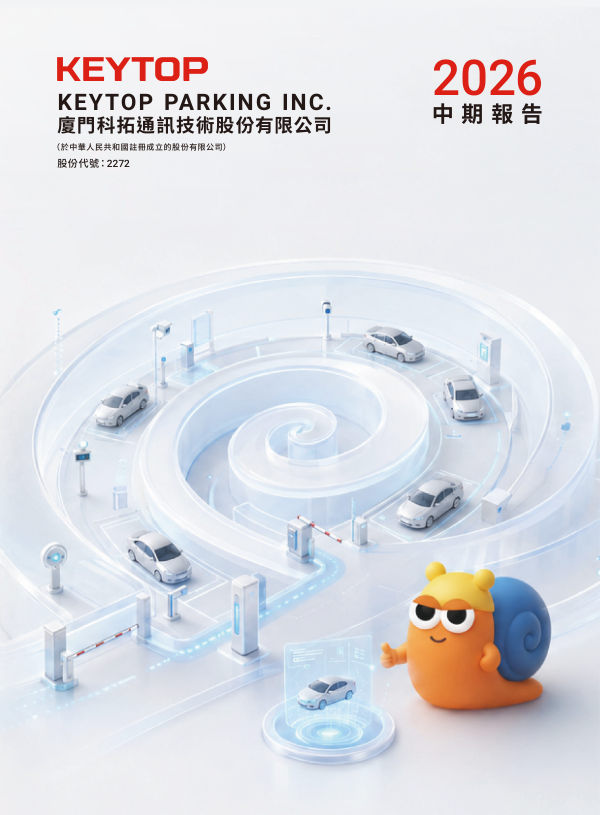 KEYTOP
KEYTOP PARKING INC.
廈門科拓通訊技術股份有限公司
(於中華人民共和國註冊成立的股份有限公司)
股份代號：2272
2026
中期報告